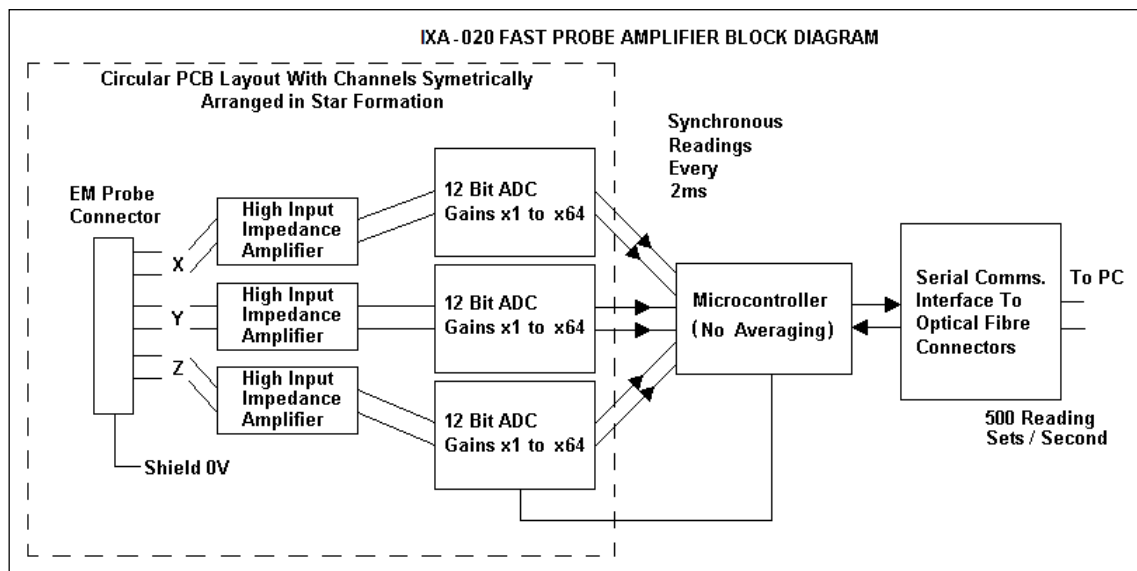 IXA-020 FAST PROBE AMPLIFIER BLOCK DIAGRAM
Circular PCB Layout With Channels Symetrically
Arranged in Star Formation
Synchronous
Readings
Every
2ms
EM Probe
Connector
X
Y
Z
High Input
Impedance
Amplifier
High Input
Impedance
Amplifier
High Input
Impedance
Amplifier
12 Bit ADC
Gains x1 to x64
12 Bit ADC
Gains x1 to x64
12 Bit ADC
Gains x1 to x64
Microcontroller
(No Averaging)
Serial Comms.
Interface To
Optical Fibre
Connectors
To PC
500 Reading
Sets / Second
Shield 0V